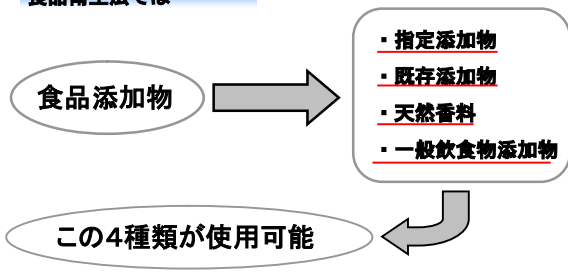 食品衛生法では
食品添加物
・指定添加物
・既存添加物
・天然香料
・一般飲食物添加物
この4種類が使用可能